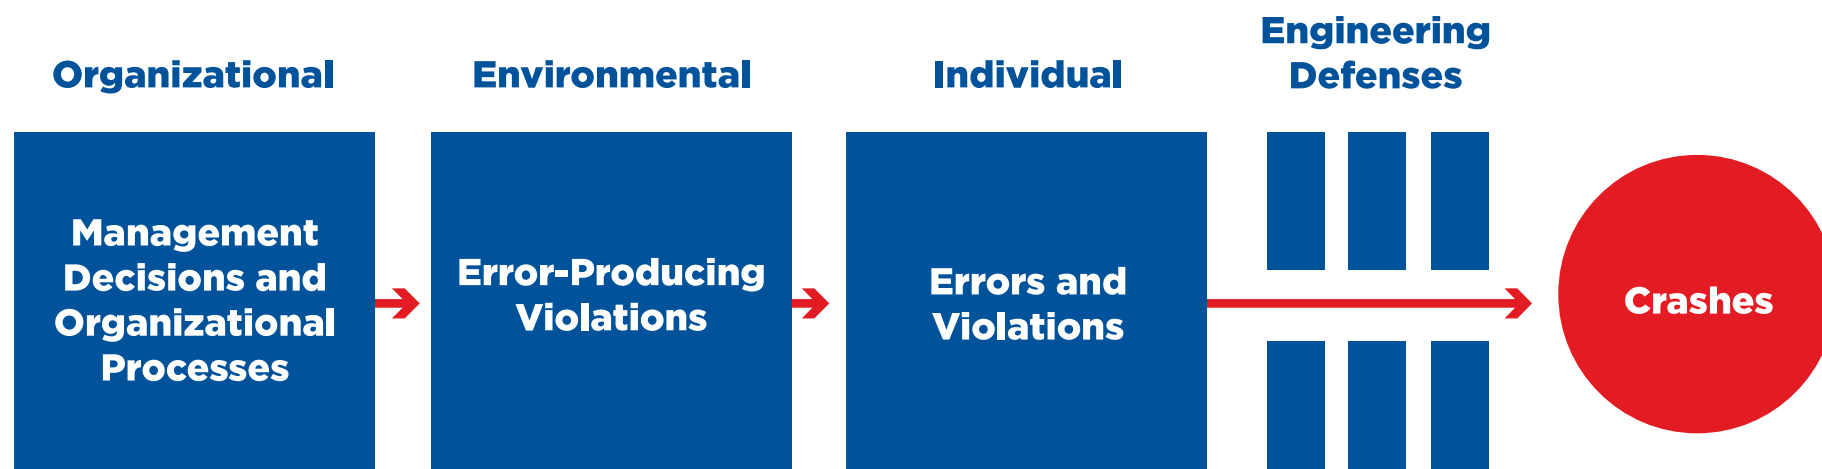 Organizational
Environmental
Individual
Engineering
Defenses
Management
Decisions and
Organizational
Processes
Error-Producing
Violations
Errors and
Violations
Crashes